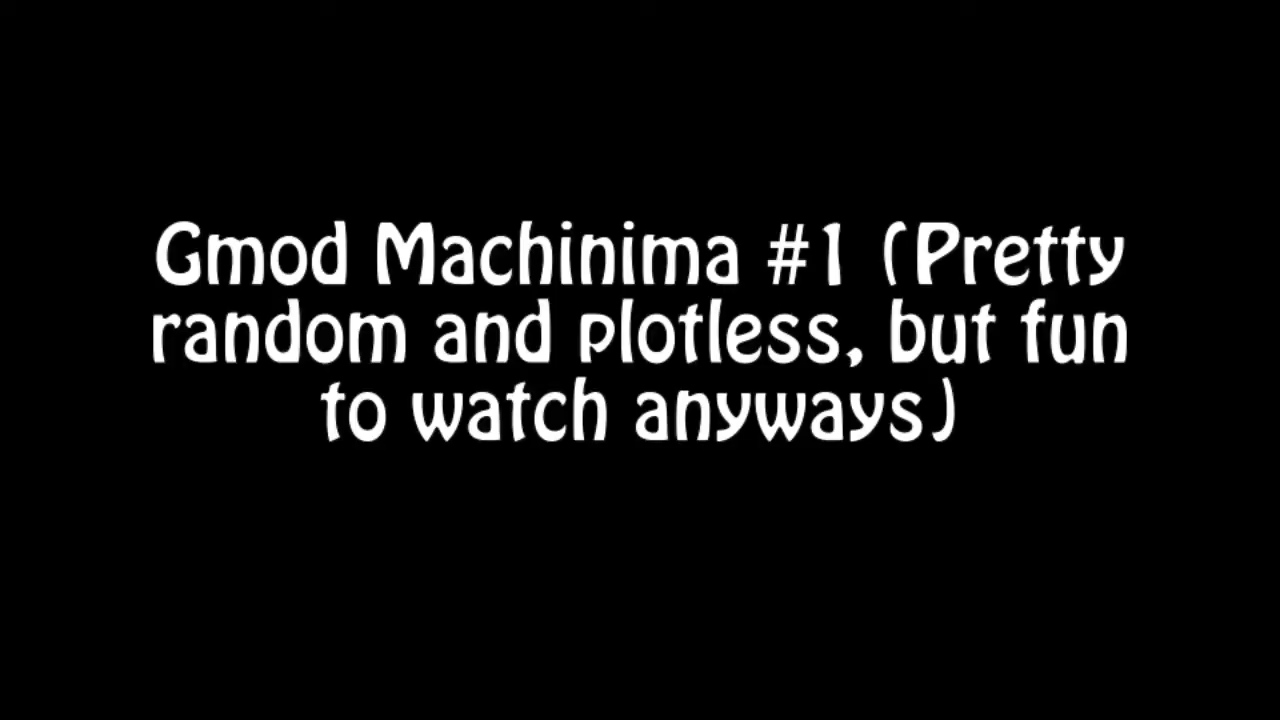 Gmod Machinima #1 (Pretty
random and plotless, but fun
to watch anyways)